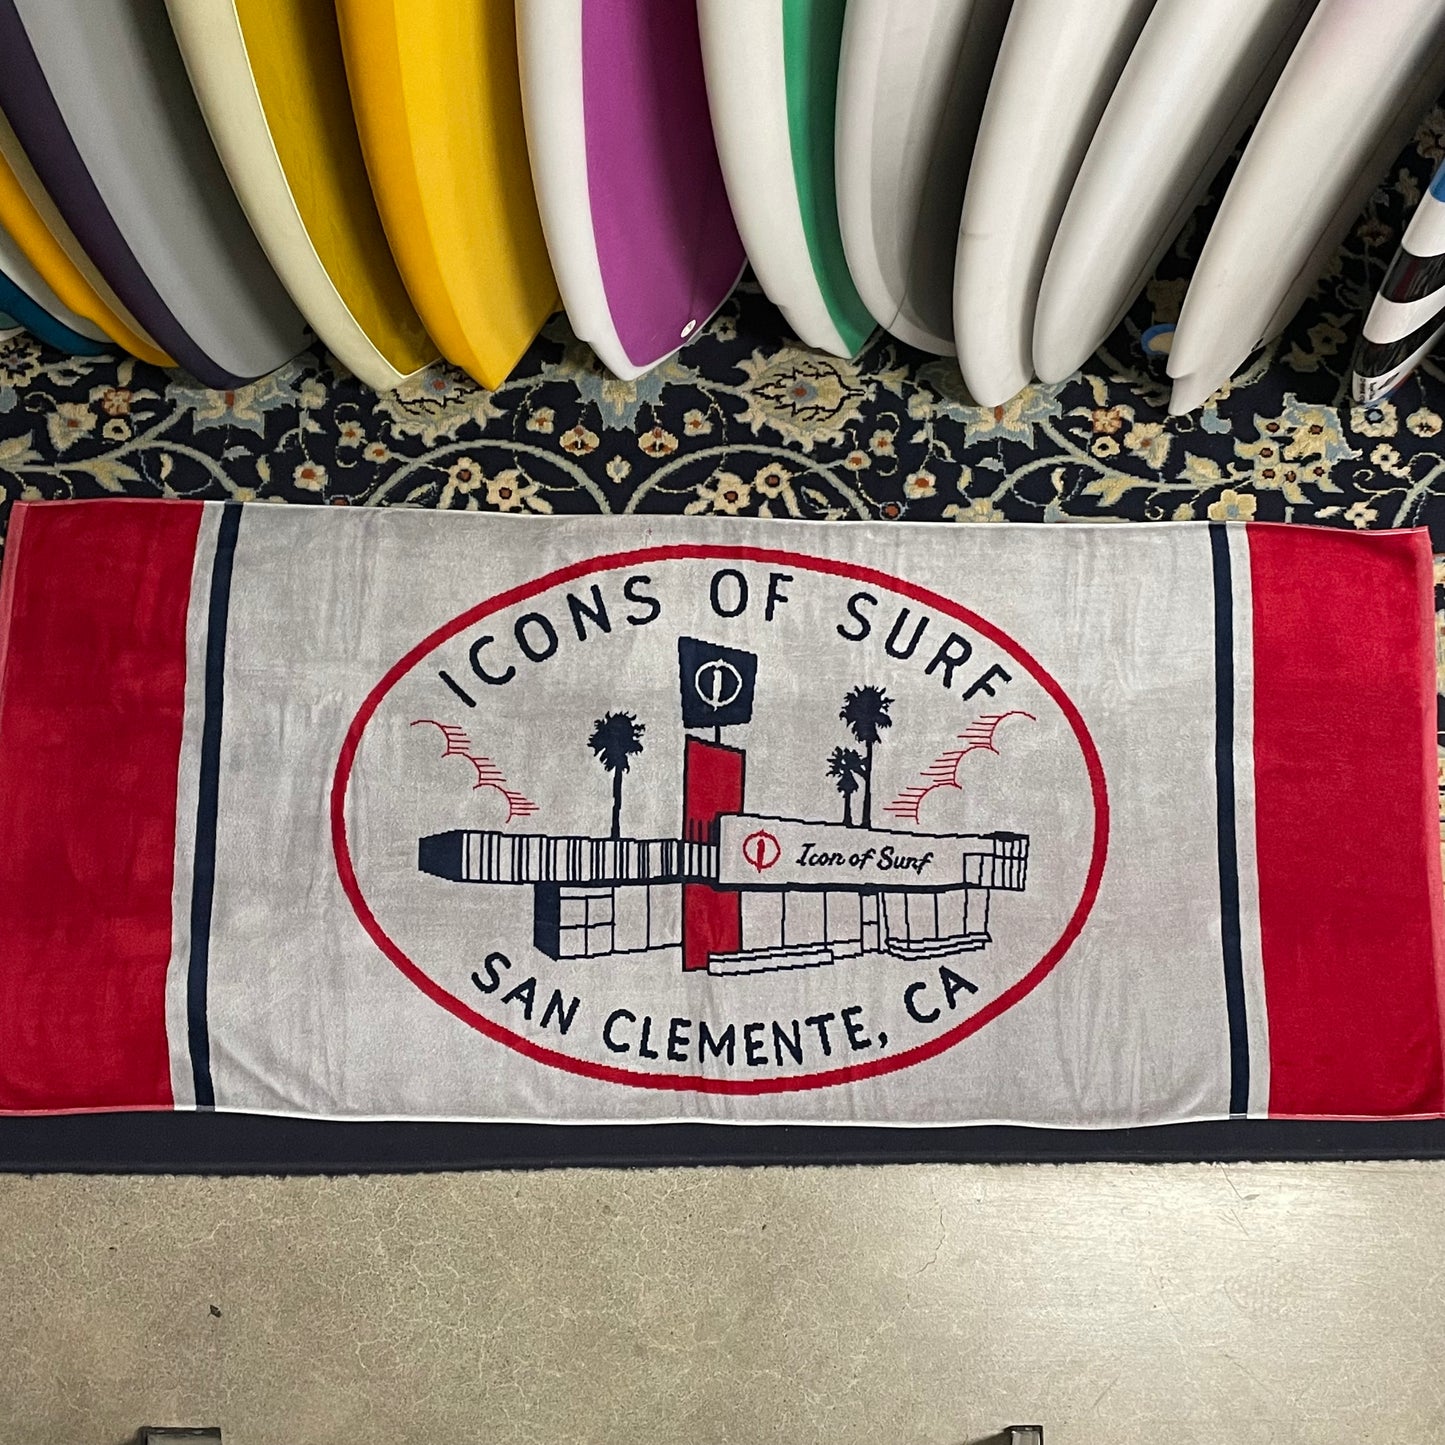 ICONS OF SURF
Icon of Surf
SAN CLEMENTE, CA